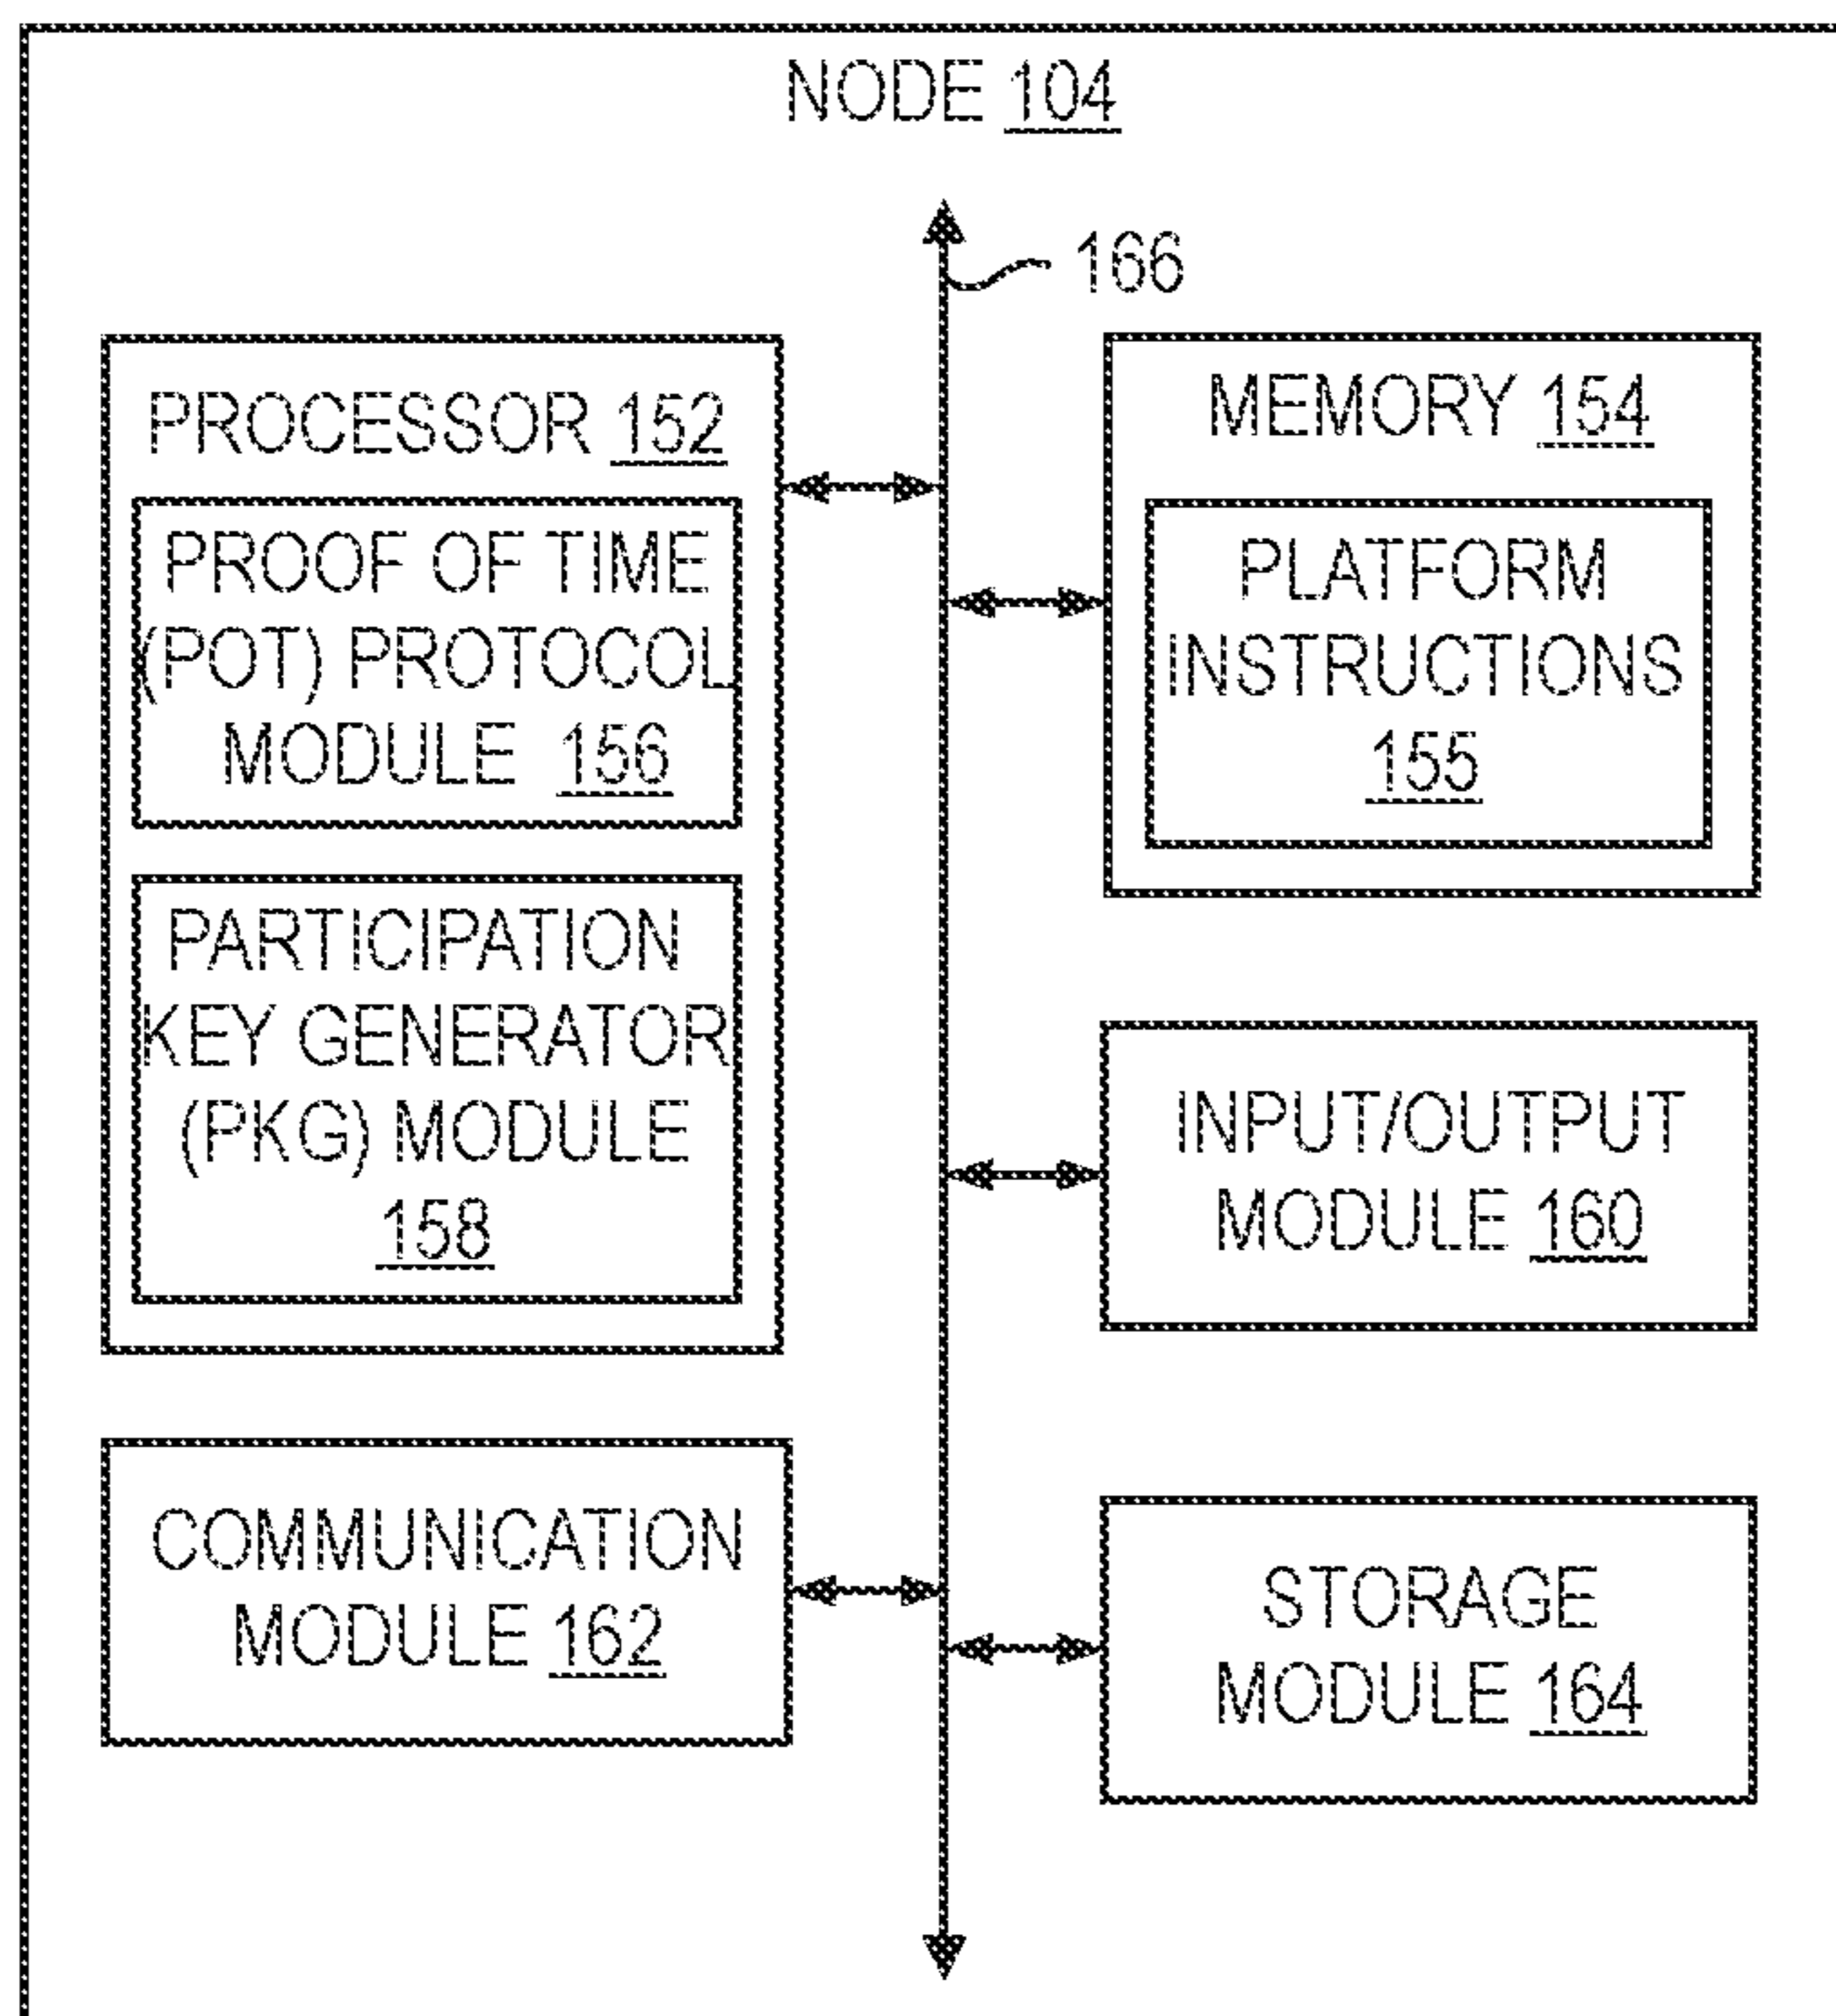 NODE 104
166
PROCESSOR 152
PROOF OF TIME
(POT) PROTOCOL
MODULE 156
PARTICIPATION
KEY GENERATOR
(PKG) MODULE
158
MEMORY 154
PLATFORM
INSTRUCTIONS
155
INPUT/OUTPUT
MODULE 160
COMMUNICATION
MODULE 162
STORAGE
MODULE 164